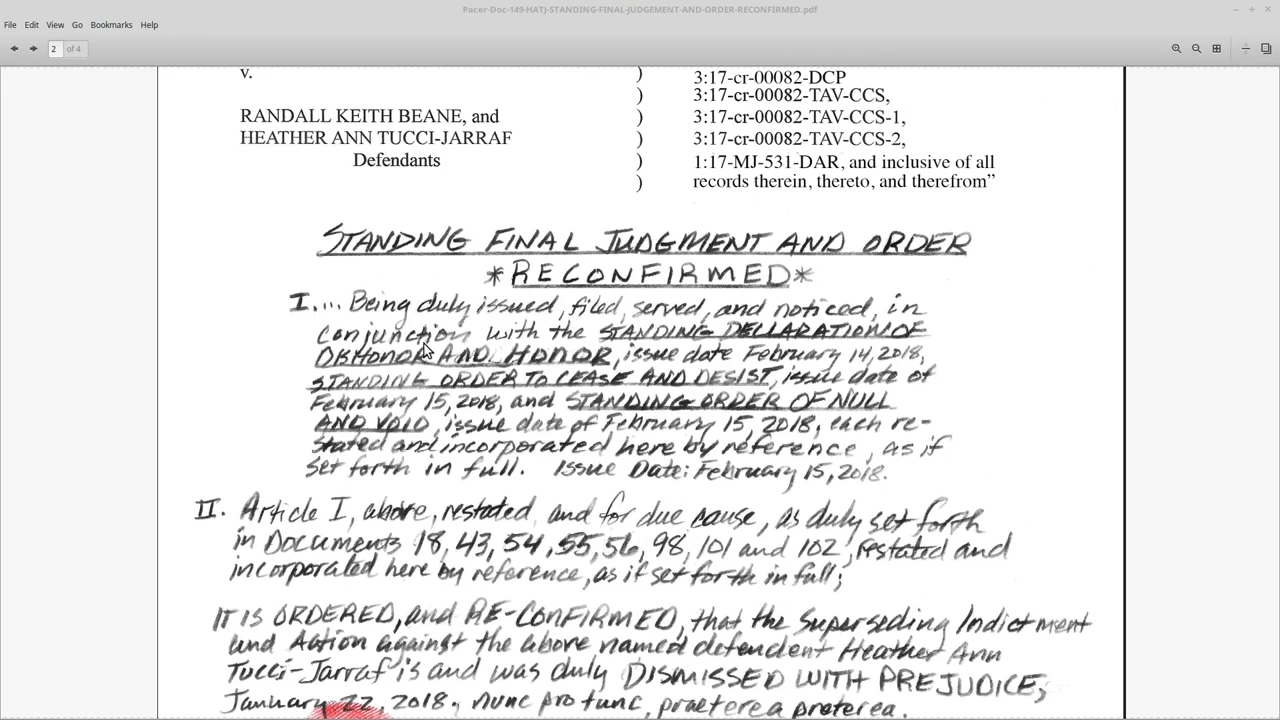 Pacer-Doc-149-HATJ-STANDING-FINAL-JUDGEMENT-AND-ORDER-RECONFIRMED.pdf
File Edit View Go Bookmarks Help
2 of 4
v. ) 3:17-cr-00082-DCP
) 3:17-cr-00082-TAV-CCS,
RANDALL KEITH BEANE, and ) 3:17-cr-00082-TAV-CCS-1,
HEATHER ANN TUCCI-JARRAF ) 3:17-cr-00082-TAV-CCS-2,
Defendants ) 1:17-MJ-531-DAR, and inclusive of all
) records therein, thereto, and therefrom”
STANDING FINAL JUDGMENT AND ORDER
*RECONFIRMED*
I.... Being duly issued, filed, served, and noticed, in
conjunction with the STANDING DECLARATION OF
DISHONOR AND HONOR, issue date February 14, 2018,
STANDING ORDER TO CEASE AND DESIST, issue date of
February 15, 2018, and STANDING ORDER OF NULL
AND VOID, issue date of February 15, 2018, each re-
stated and incorporated here by reference, as if
set forth in full. Issue Date: February 15, 2018.
II. Article I, above, restated, and for due cause, as duly set forth
in Documents 18, 43, 54, 55, 56, 98, 101 and 102, restated and
incorporated here by reference, as if set forth in full;
IT IS ORDERED, and RE-CONFIRMED, that the Superseding Indictment
and Action against the above named defendent Heather Ann
Tucci-Jarraf is and was duly DISMISSED WITH PREJUDICE,
January 22, 2018, nunc pro tunc, praeterea preterea.